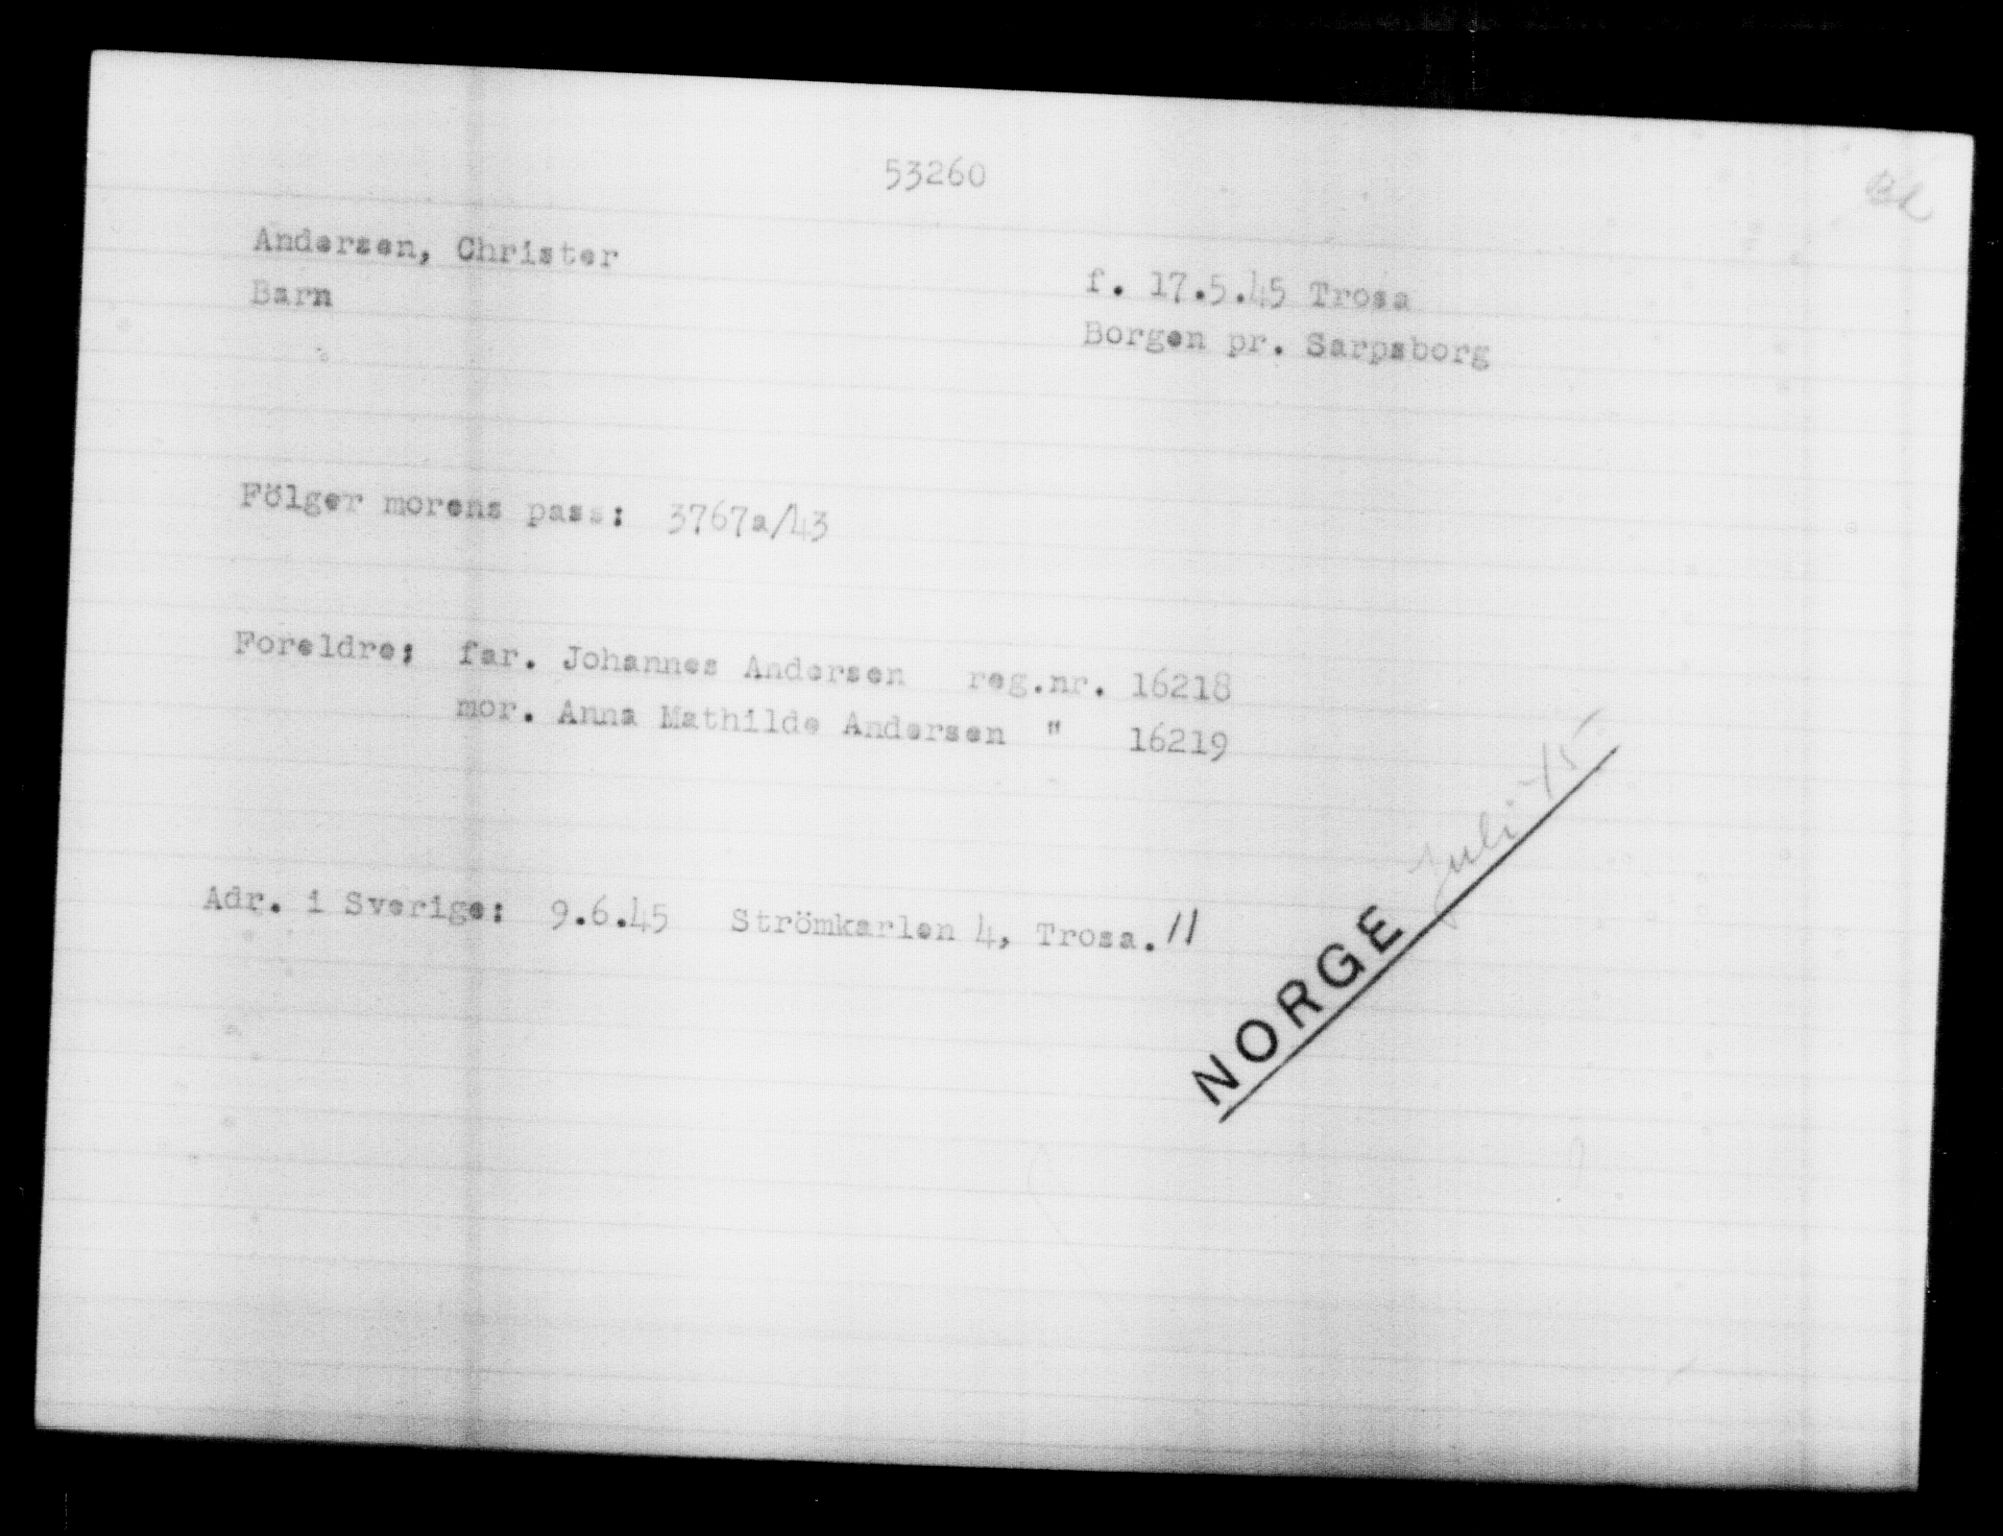 53260
Andersen, Christer
Barn
f. 17.5.45 Trosa
Borgen pr. Sarpsborg
Fölger morens pass: 3767a/43
Foreldre: far. Johannes Andersen reg.nr. 16218
mor. Anna Mathilde Andersen " 16219
Adr. i Sverige: 9.6.45 Strömkarlen 4, Trosa. //
NORGE juli 45